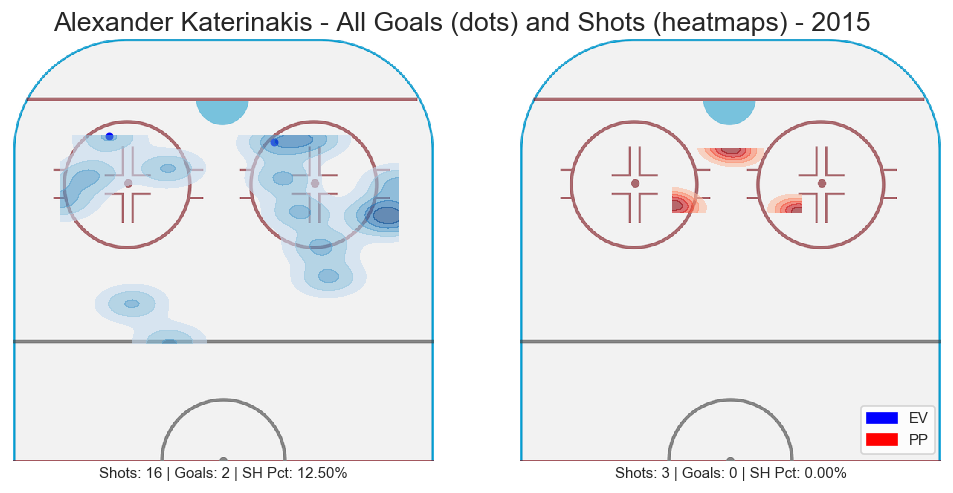 Alexander Katerinakis - All Goals (dots) and Shots (heatmaps) - 2015
EV
PP
Shots: 16 | Goals: 2 | SH Pct: 12.50%
Shots: 3 | Goals: 0 | SH Pct: 0.00%